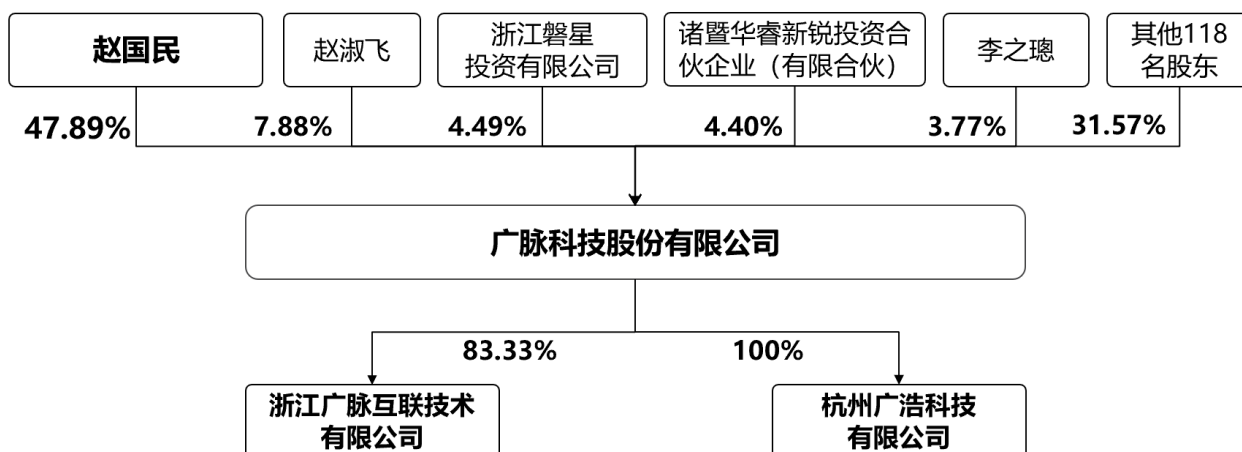 赵国民
赵淑飞
浙江磐星
投资有限公司
诸暨华睿新锐投资合
伙企业（有限合伙）
李之璁
其他118
名股东
47.89%
7.88%
4.49%
4.40%
3.77%
31.57%
广脉科技股份有限公司
83.33%
100%
浙江广脉互联技术
有限公司
杭州广浩科技
有限公司